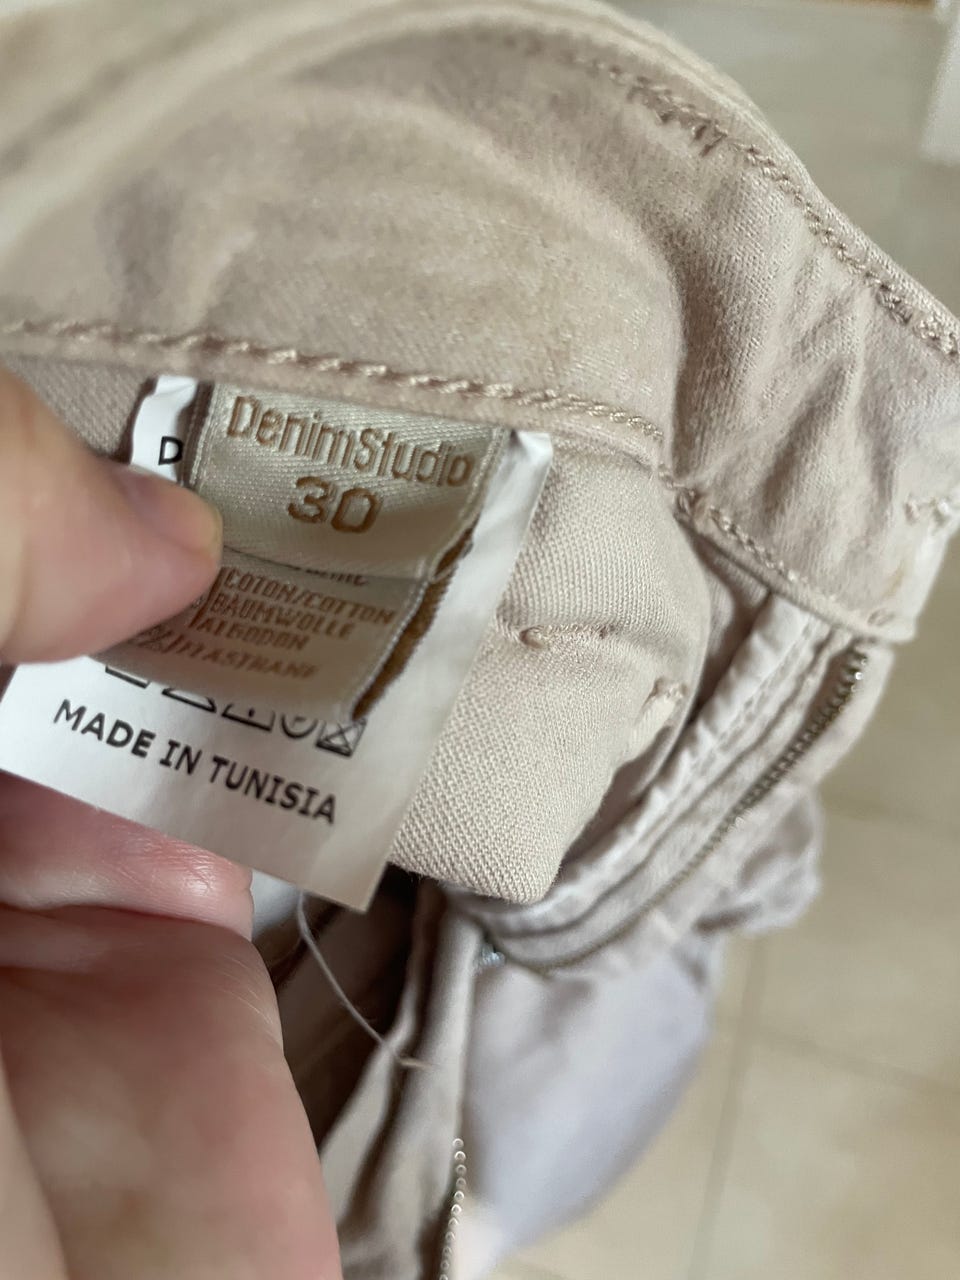 D
DenimStudio
30
COTON/COTTON
BAUMWOLLE
ALGODON
/ELASTHANE
MADE IN TUNISIA